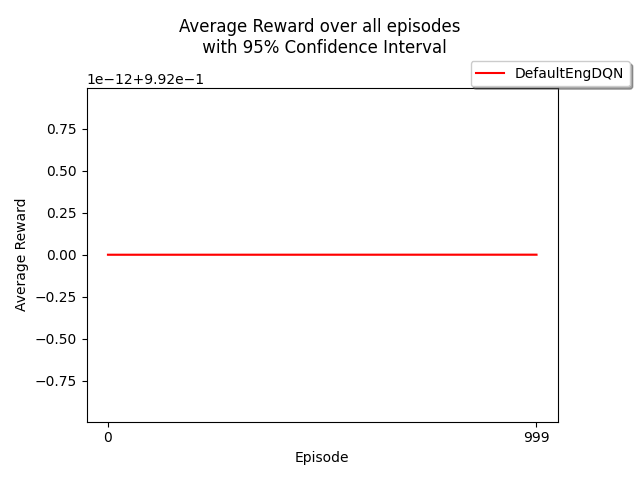 Average Reward over all episodes
with 95% Confidence Interval
DefaultEngDQN
1e−12+9.92e−1
0.75
0.50
0.25
0.00
−0.25
−0.50
−0.75
Average Reward
0
999
Episode